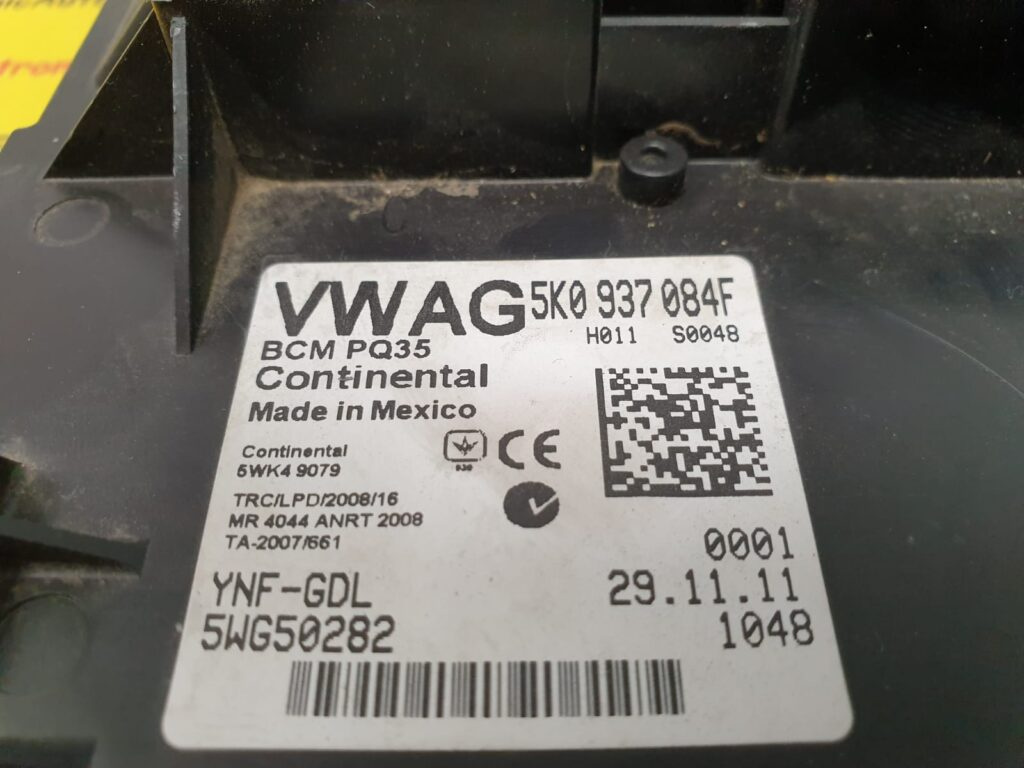 VWAG 5K0 937 084F
H011 S0048
BCM PQ35
Continental
Made in Mexico
Continental
5WK4 9079
CE
TRC/LPD/2008/16
MR 4044 ANRT 2008
TA-2007/661
0001
YNF-GDL 29.11.11
5WG50282 1048